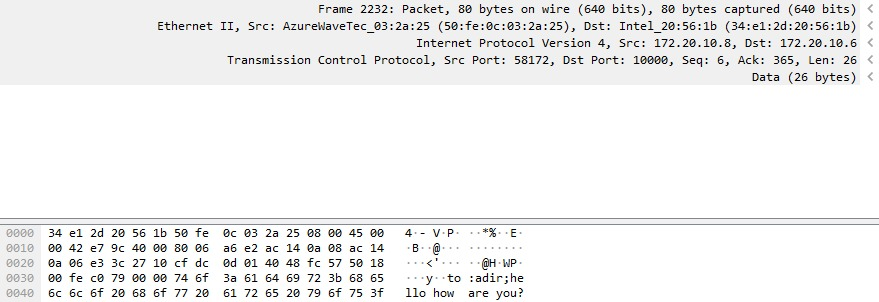 Frame 2232: Packet, 80 bytes on wire (640 bits), 80 bytes captured (640 bits)
Ethernet II, Src: AzureWaveTec_03:2a:25 (50:fe:0c:03:2a:25), Dst: Intel_20:56:1b (34:e1:2d:20:56:1b)
Internet Protocol Version 4, Src: 172.20.10.8, Dst: 172.20.10.6
Transmission Control Protocol, Src Port: 58172, Dst Port: 10000, Seq: 6, Ack: 365, Len: 26
Data (26 bytes)
0000 34 e1 2d 20 56 1b 50 fe 0c 03 2a 25 08 00 45 00 4·- V·P· ··*%··E·
0010 00 42 e7 9c 40 00 80 06 a6 e2 ac 14 0a 08 ac 14 ·B··@··· ········
0020 0a 06 e3 3c 27 10 cf dc 0d 01 40 48 fc 57 50 18 ···<'··· ··@H·WP·
0030 00 fe c0 79 00 00 74 6f 3a 61 64 69 72 3b 68 65 ···y··to :adir;he
0040 6c 6c 6f 20 68 6f 77 20 61 72 65 20 79 6f 75 3f llo how are you?